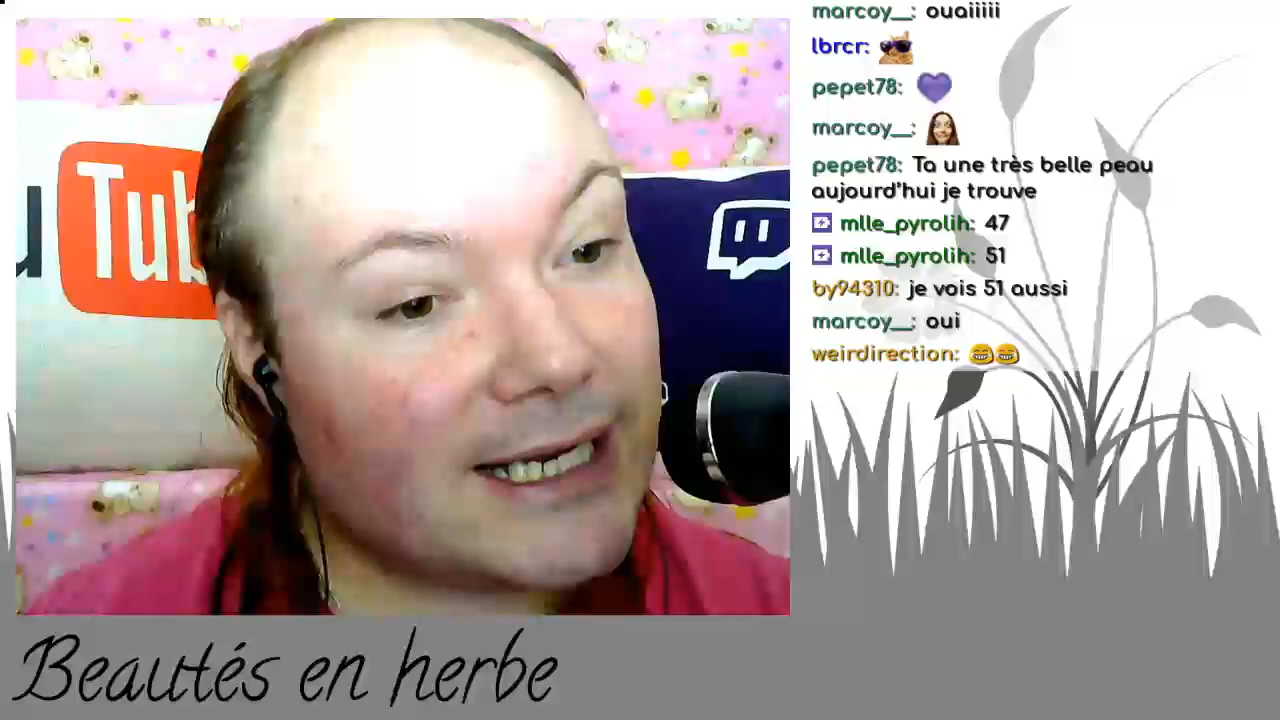 marcoy__: ouaiiiii
lbrcr:
pepet78:
marcoy__:
pepet78: Ta une très belle peau
aujourd'hui je trouve
mlle_pyrolih: 47
mlle_pyrolih: 51
by94310: je vois 51 aussi
marcoy__: oui
weirdirection:
u Tub
Beautés en herbe